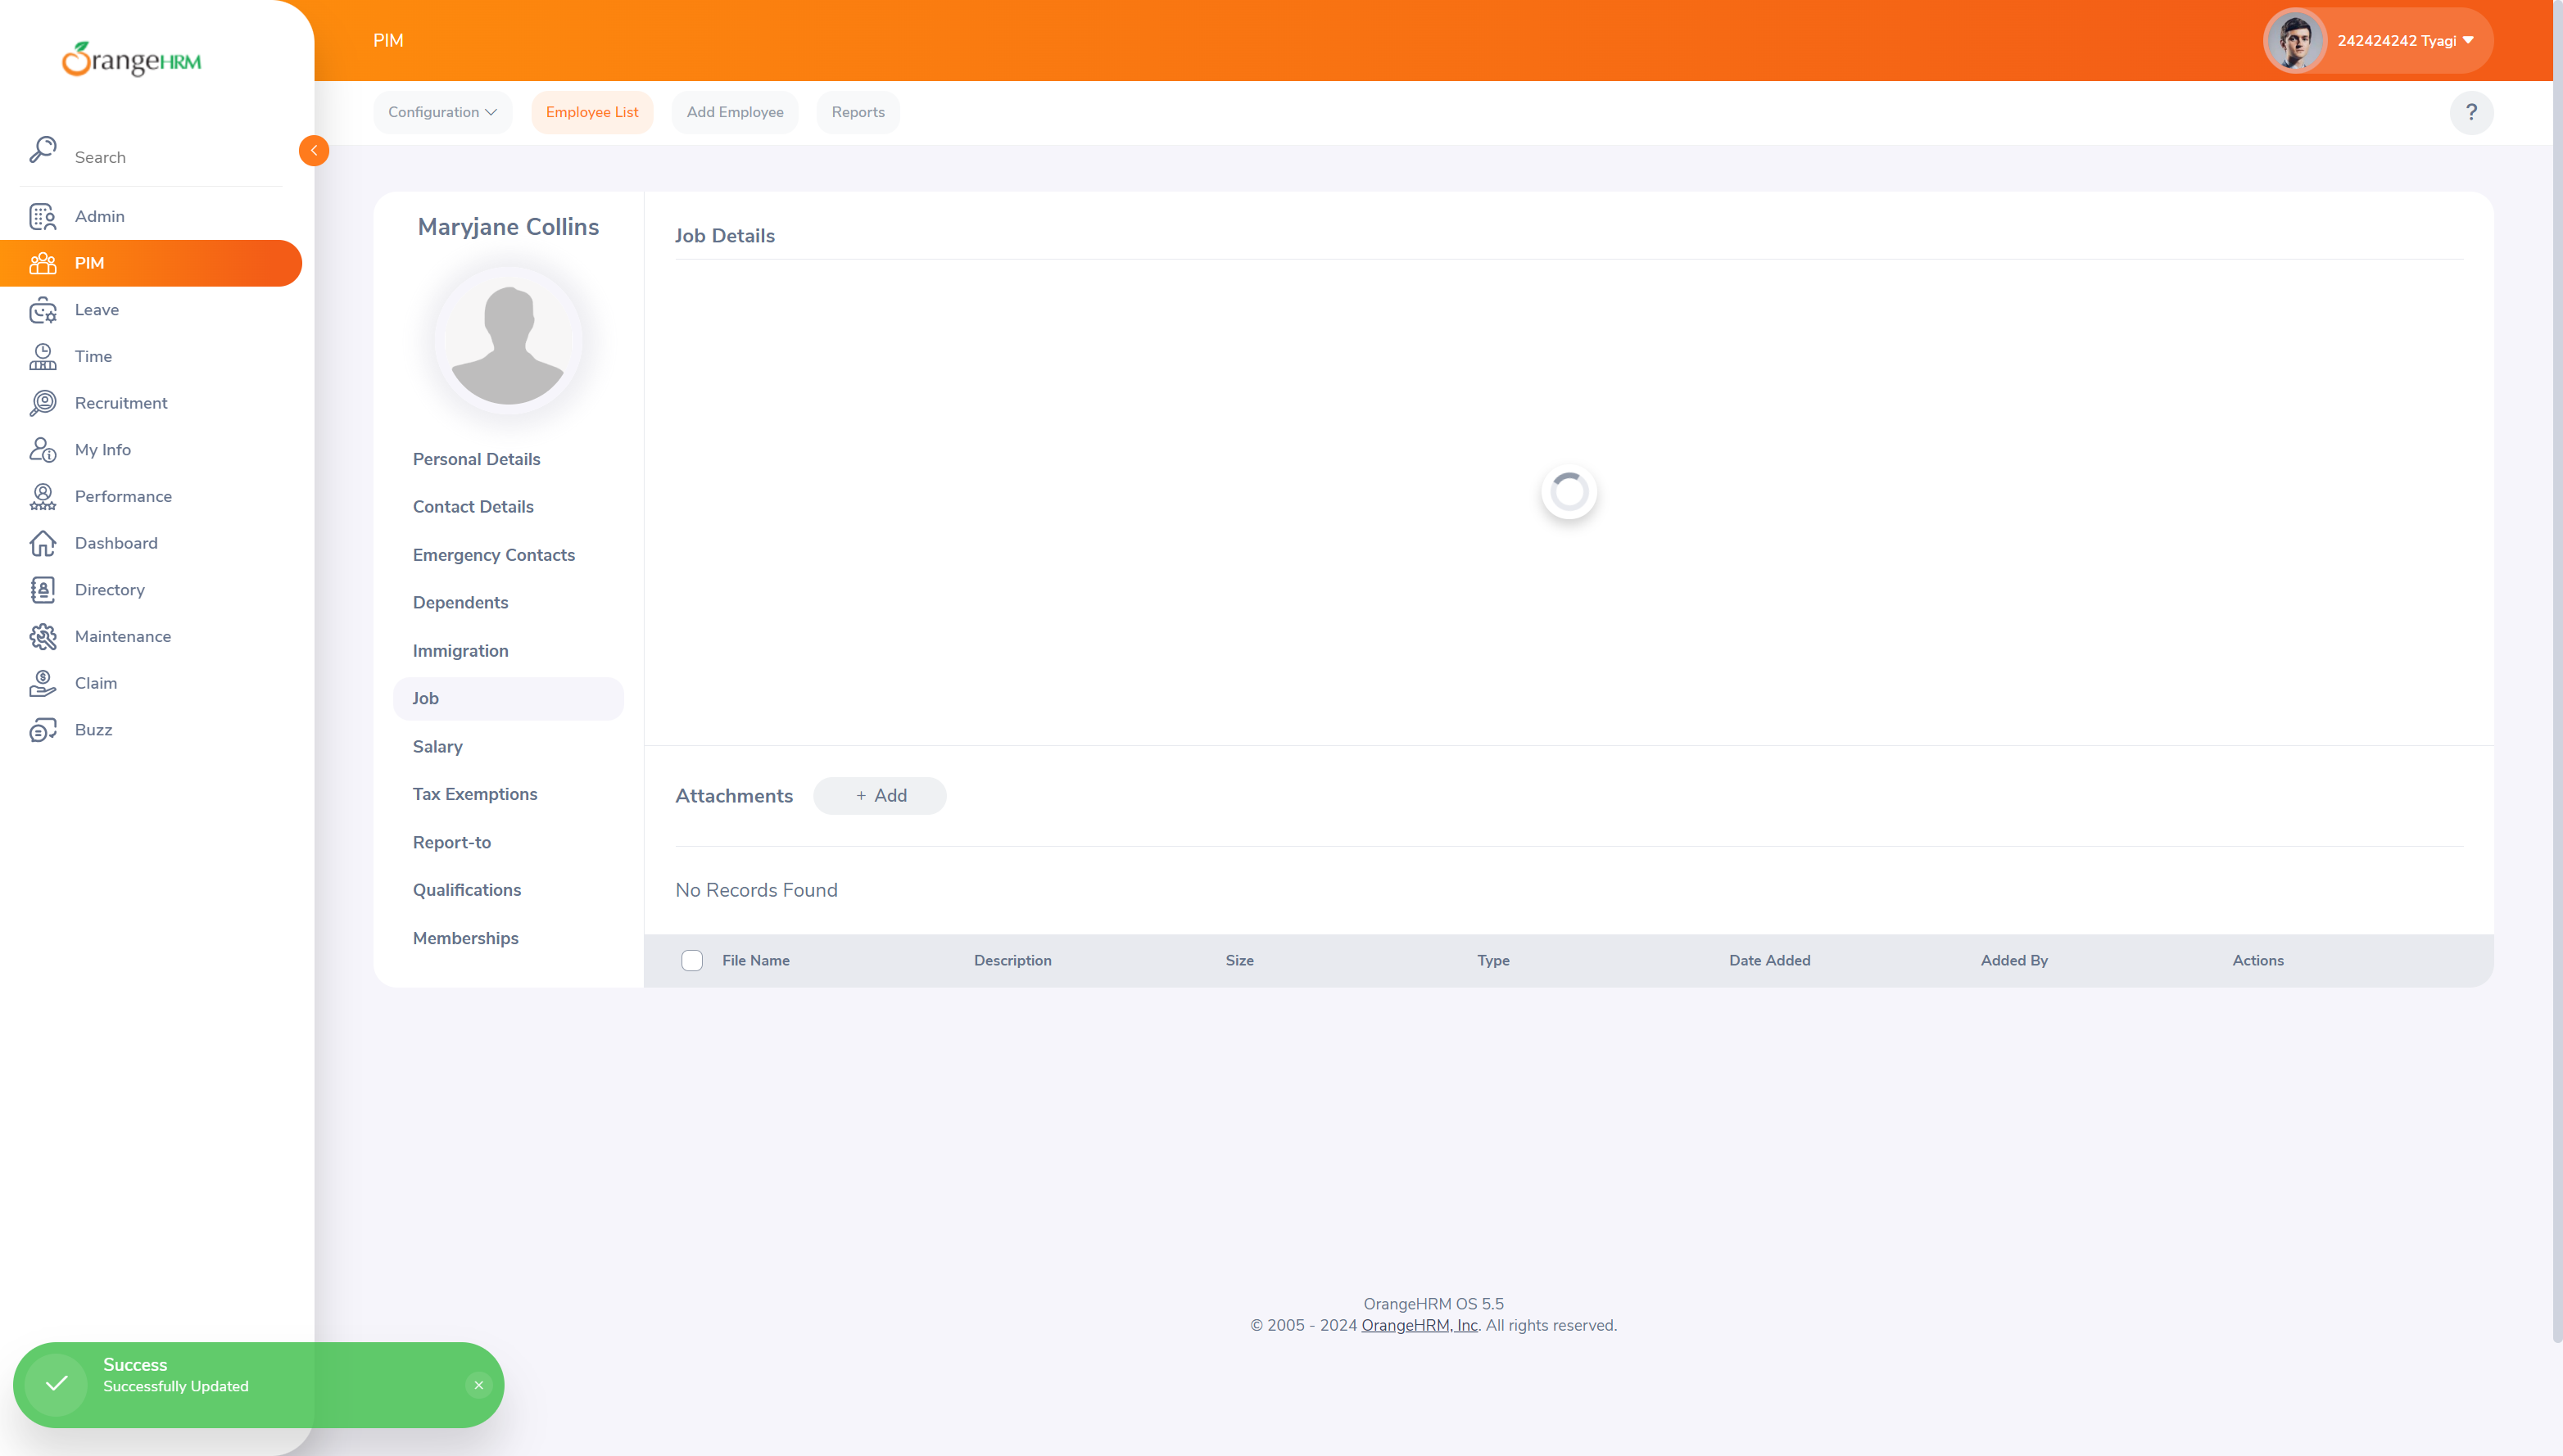 OrangeHRM
PIM
242424242 Tyagi
Configuration
Employee List
Add Employee
Reports
?
Search
Admin
PIM
Leave
Time
Recruitment
My Info
Performance
Dashboard
Directory
Maintenance
Claim
Buzz
Maryjane Collins
Personal Details
Contact Details
Emergency Contacts
Dependents
Immigration
Job
Salary
Tax Exemptions
Report-to
Qualifications
Memberships
Job Details
Attachments
+ Add
No Records Found
File Name Description Size Type Date Added Added By Actions
OrangeHRM OS 5.5
© 2005 - 2024 OrangeHRM, Inc. All rights reserved.
Success
Successfully Updated